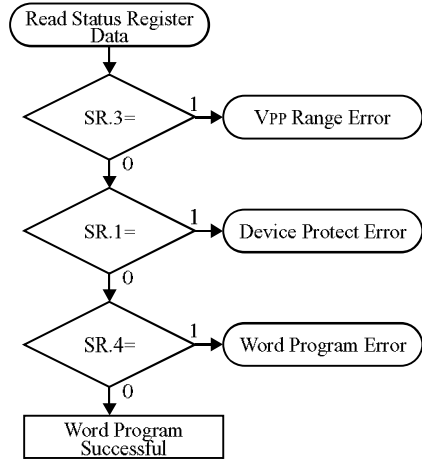 Read Status Register
Data
SR.3=
1
VPP Range Error
0
SR.1=
1
Device Protect Error
0
SR.4=
1
Word Program Error
0
Word Program
Successful